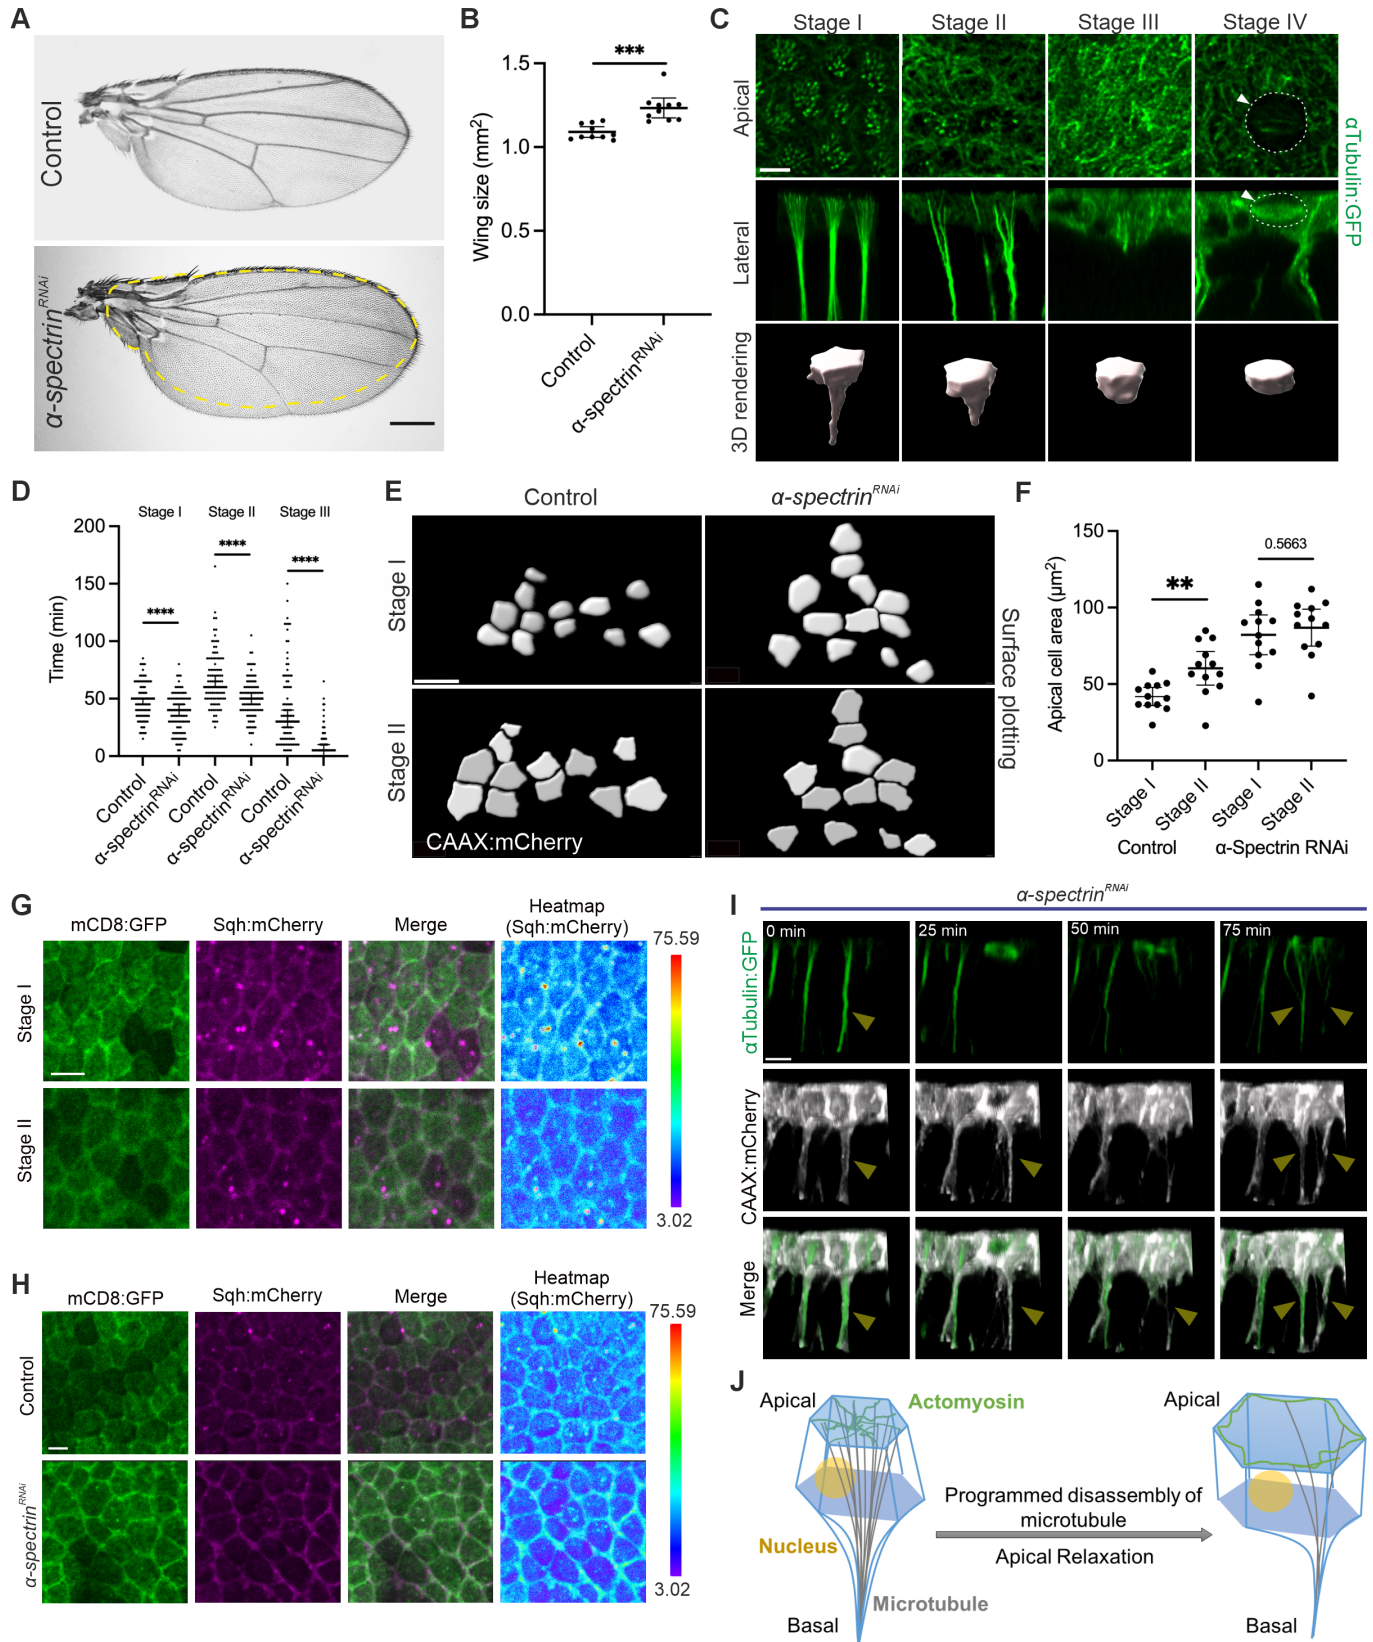 A
Control
α-spectrin^RNAi
B
***
1.5
1.0
0.5
0.0
Wing size (mm²)
Control
α-spectrin^RNAi
C
Stage I
Stage II
Stage III
Stage IV
Apical
Lateral
3D rendering
αTubulin:GFP
D
Stage I
Stage II
Stage III
200
150
100
50
0
Time (min)
****
****
****
Control
α-spectrin^RNAi
Control
α-spectrin^RNAi
Control
α-spectrin^RNAi
E
Control
α-spectrin^RNAi
Stage I
Stage II
Surface plotting
CAAX:mCherry
F
150
100
50
0
Apical cell area (µm²)
**
0.5663
Stage I
Stage II
Stage I
Stage II
Control
α-Spectrin RNAi
G
mCD8:GFP
Sqh:mCherry
Merge
Heatmap
(Sqh:mCherry)
Stage I
Stage II
75.59
3.02
H
mCD8:GFP
Sqh:mCherry
Merge
Heatmap
(Sqh:mCherry)
Control
α-spectrin^RNAi
75.59
3.02
I
α-spectrin^RNAi
0 min
25 min
50 min
75 min
αTubulin:GFP
CAAX:mCherry
Merge
J
Apical
Actomyosin
Nucleus
Microtubule
Basal
Programmed disassembly of
microtubule
Apical Relaxation
Apical
Basal